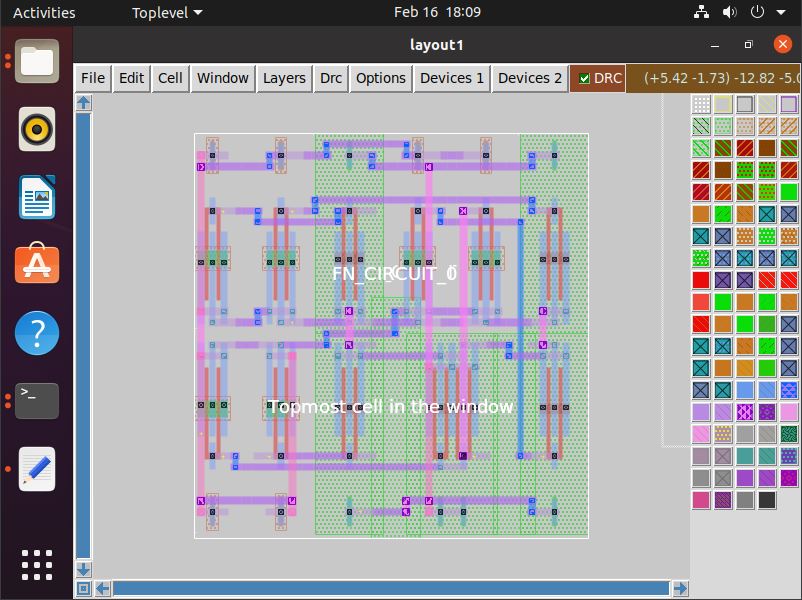 Activities Toplevel Feb 16 18:09
layout1
File Edit Cell Window Layers Drc Options Devices 1 Devices 2 DRC (+5.42 -1.73) -12.82 -5.0
FN_CIRCUIT_0
Topmost cell in the window